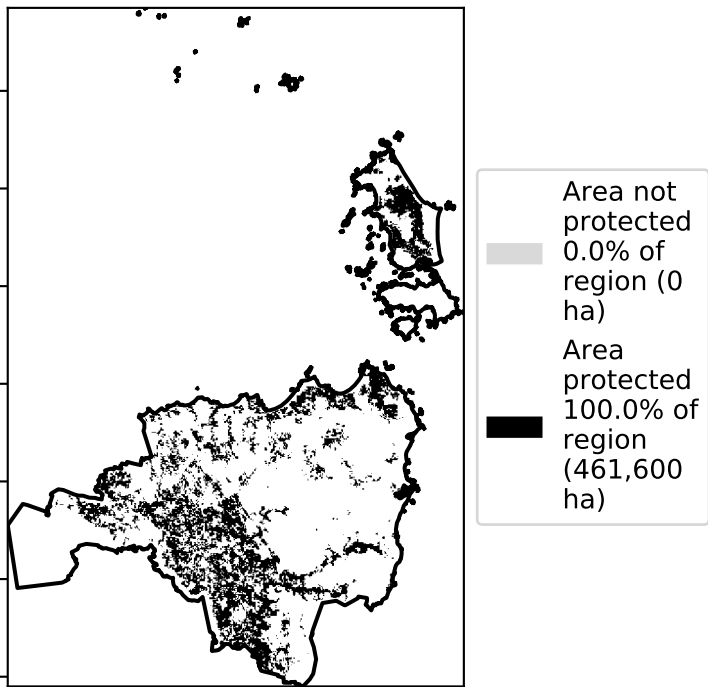 Area not
protected
0.0% of
region (0
ha)
Area
protected
100.0% of
region
(461,600
ha)